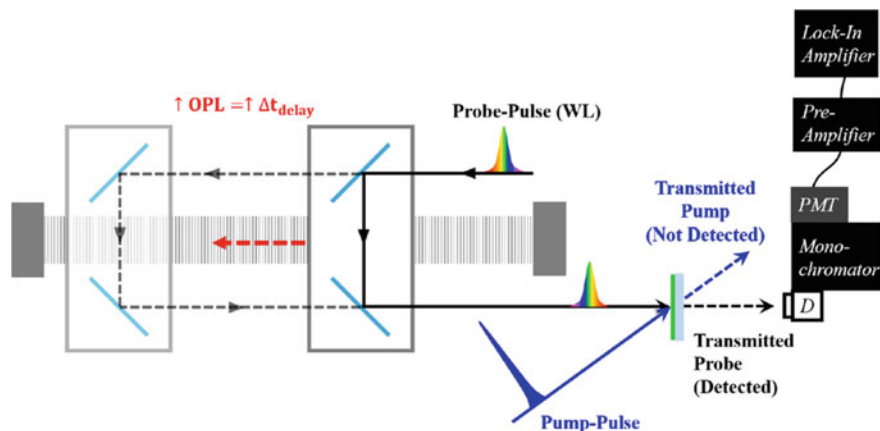 ↑ OPL =↑ Δt_delay
Probe-Pulse (WL)
Lock-In
Amplifier
Pre-
Amplifier
Transmitted
Pump
(Not Detected)
PMT
Mono-
chromator
D
Transmitted
Probe
(Detected)
Pump-Pulse